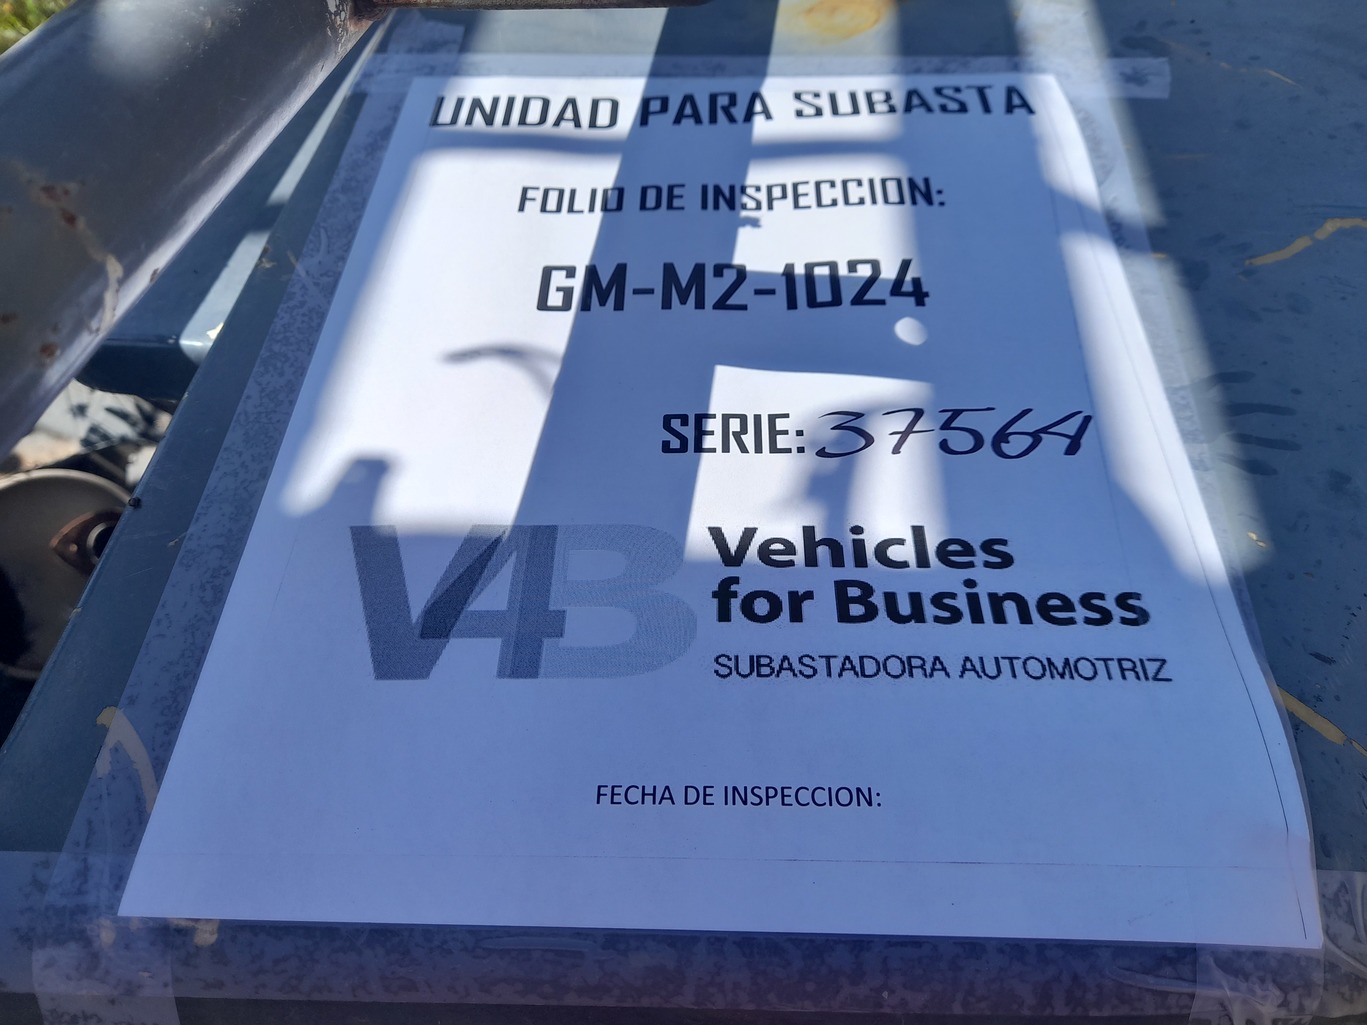 UNIDAD PARA SUBASTA
FOLIO DE INSPECCION:
GM-M2-1024
SERIE: 37564
V4B
Vehicles
for Business
SUBASTADORA AUTOMOTRIZ
FECHA DE INSPECCION: